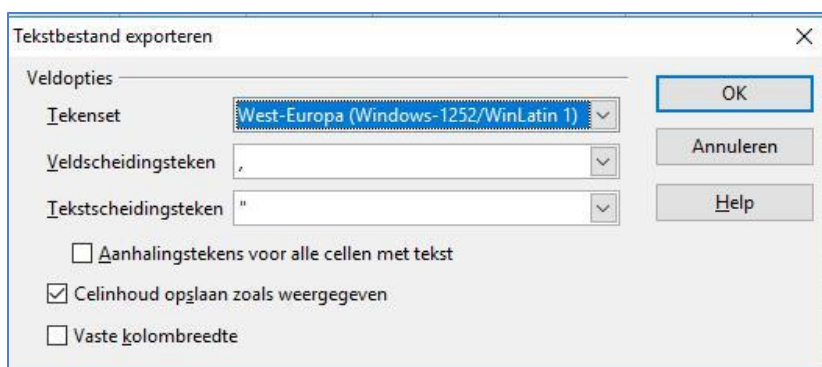 Tekstbestand exporteren
Veldopties
OK
Tekenset West-Europa (Windows-1252/WinLatin 1)
Annuleren
Veldscheidingsteken ,
Tekstscheidingsteken "
Help
Aanhalingstekens voor alle cellen met tekst
Celinhoud opslaan zoals weergegeven
Vaste kolombreedte